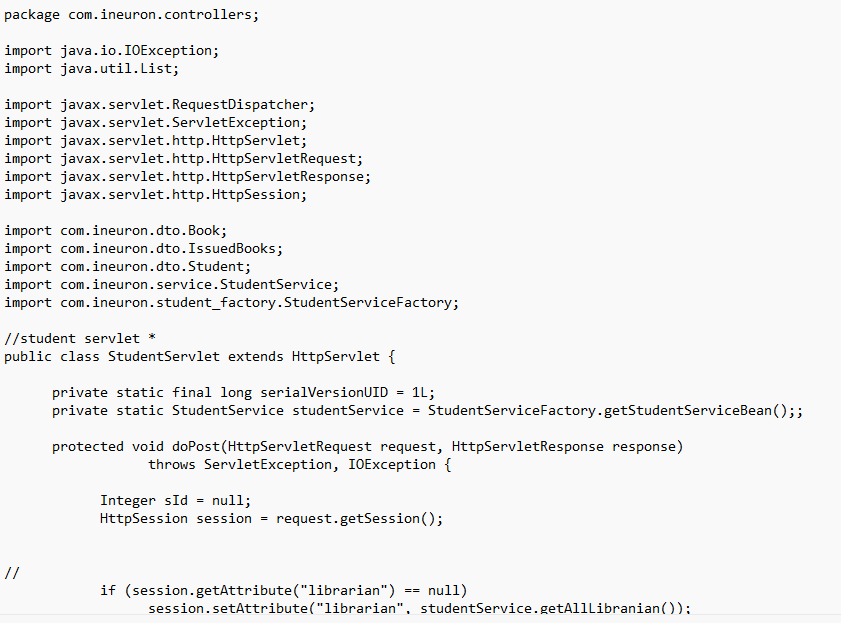 package com.ineuron.controllers;
import java.io.IOException;
import java.util.List;
import javax.servlet.RequestDispatcher;
import javax.servlet.ServletException;
import javax.servlet.http.HttpServlet;
import javax.servlet.http.HttpServletRequest;
import javax.servlet.http.HttpServletResponse;
import javax.servlet.http.HttpSession;
import com.ineuron.dto.Book;
import com.ineuron.dto.IssuedBooks;
import com.ineuron.dto.Student;
import com.ineuron.service.StudentService;
import com.ineuron.student_factory.StudentServiceFactory;
//student servlet *
public class StudentServlet extends HttpServlet {
private static final long serialVersionUID = 1L;
private static StudentService studentService = StudentServiceFactory.getStudentServiceBean();;
protected void doPost(HttpServletRequest request, HttpServletResponse response)
throws ServletException, IOException {
Integer sId = null;
HttpSession session = request.getSession();
//
if (session.getAttribute("librarian") == null)
session.setAttribute("librarian", studentService.getAllLibranian());